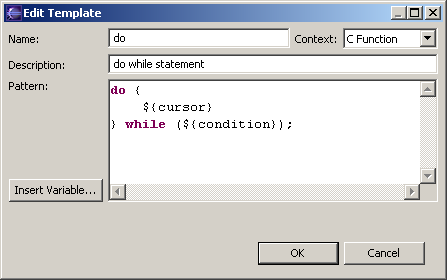 Edit Template
Name: do Context: C Function
Description: do while statement
Pattern: do {
    ${cursor}
} while (${condition});
Insert Variable...
OK Cancel